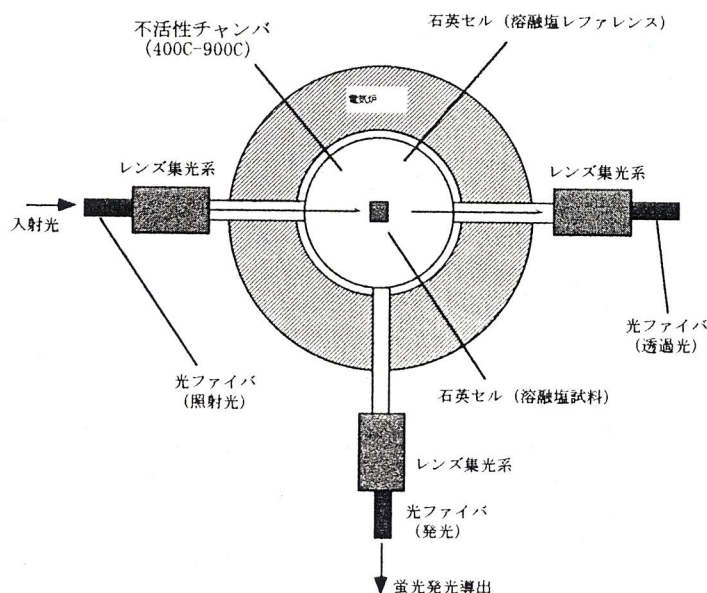 不活性チャンバ
(400C-900C)
石英セル (溶融塩レファレンス)
電気炉
レンズ集光系
レンズ集光系
入射光
光ファイバ
(照射光)
光ファイバ
(透過光)
石英セル (溶融塩試料)
レンズ集光系
光ファイバ
(発光)
蛍光発光導出